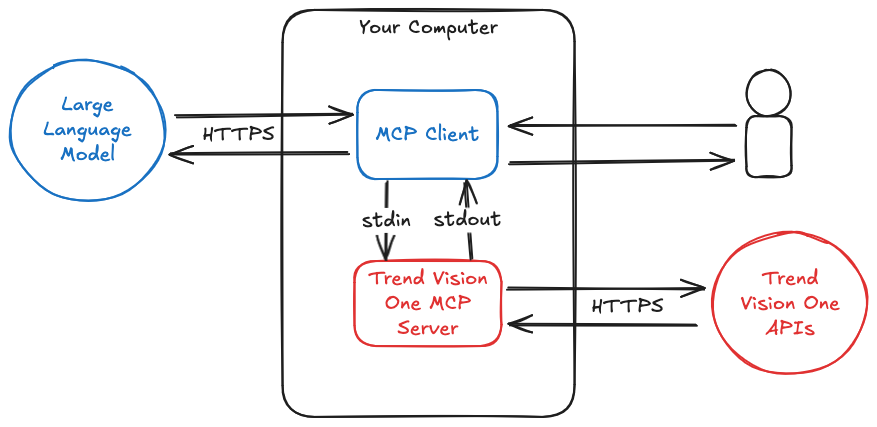 Your Computer
Large
Language
Model
HTTPS
MCP Client
stdin
stdout
Trend Vision
One MCP
Server
HTTPS
Trend
Vision One
APIs